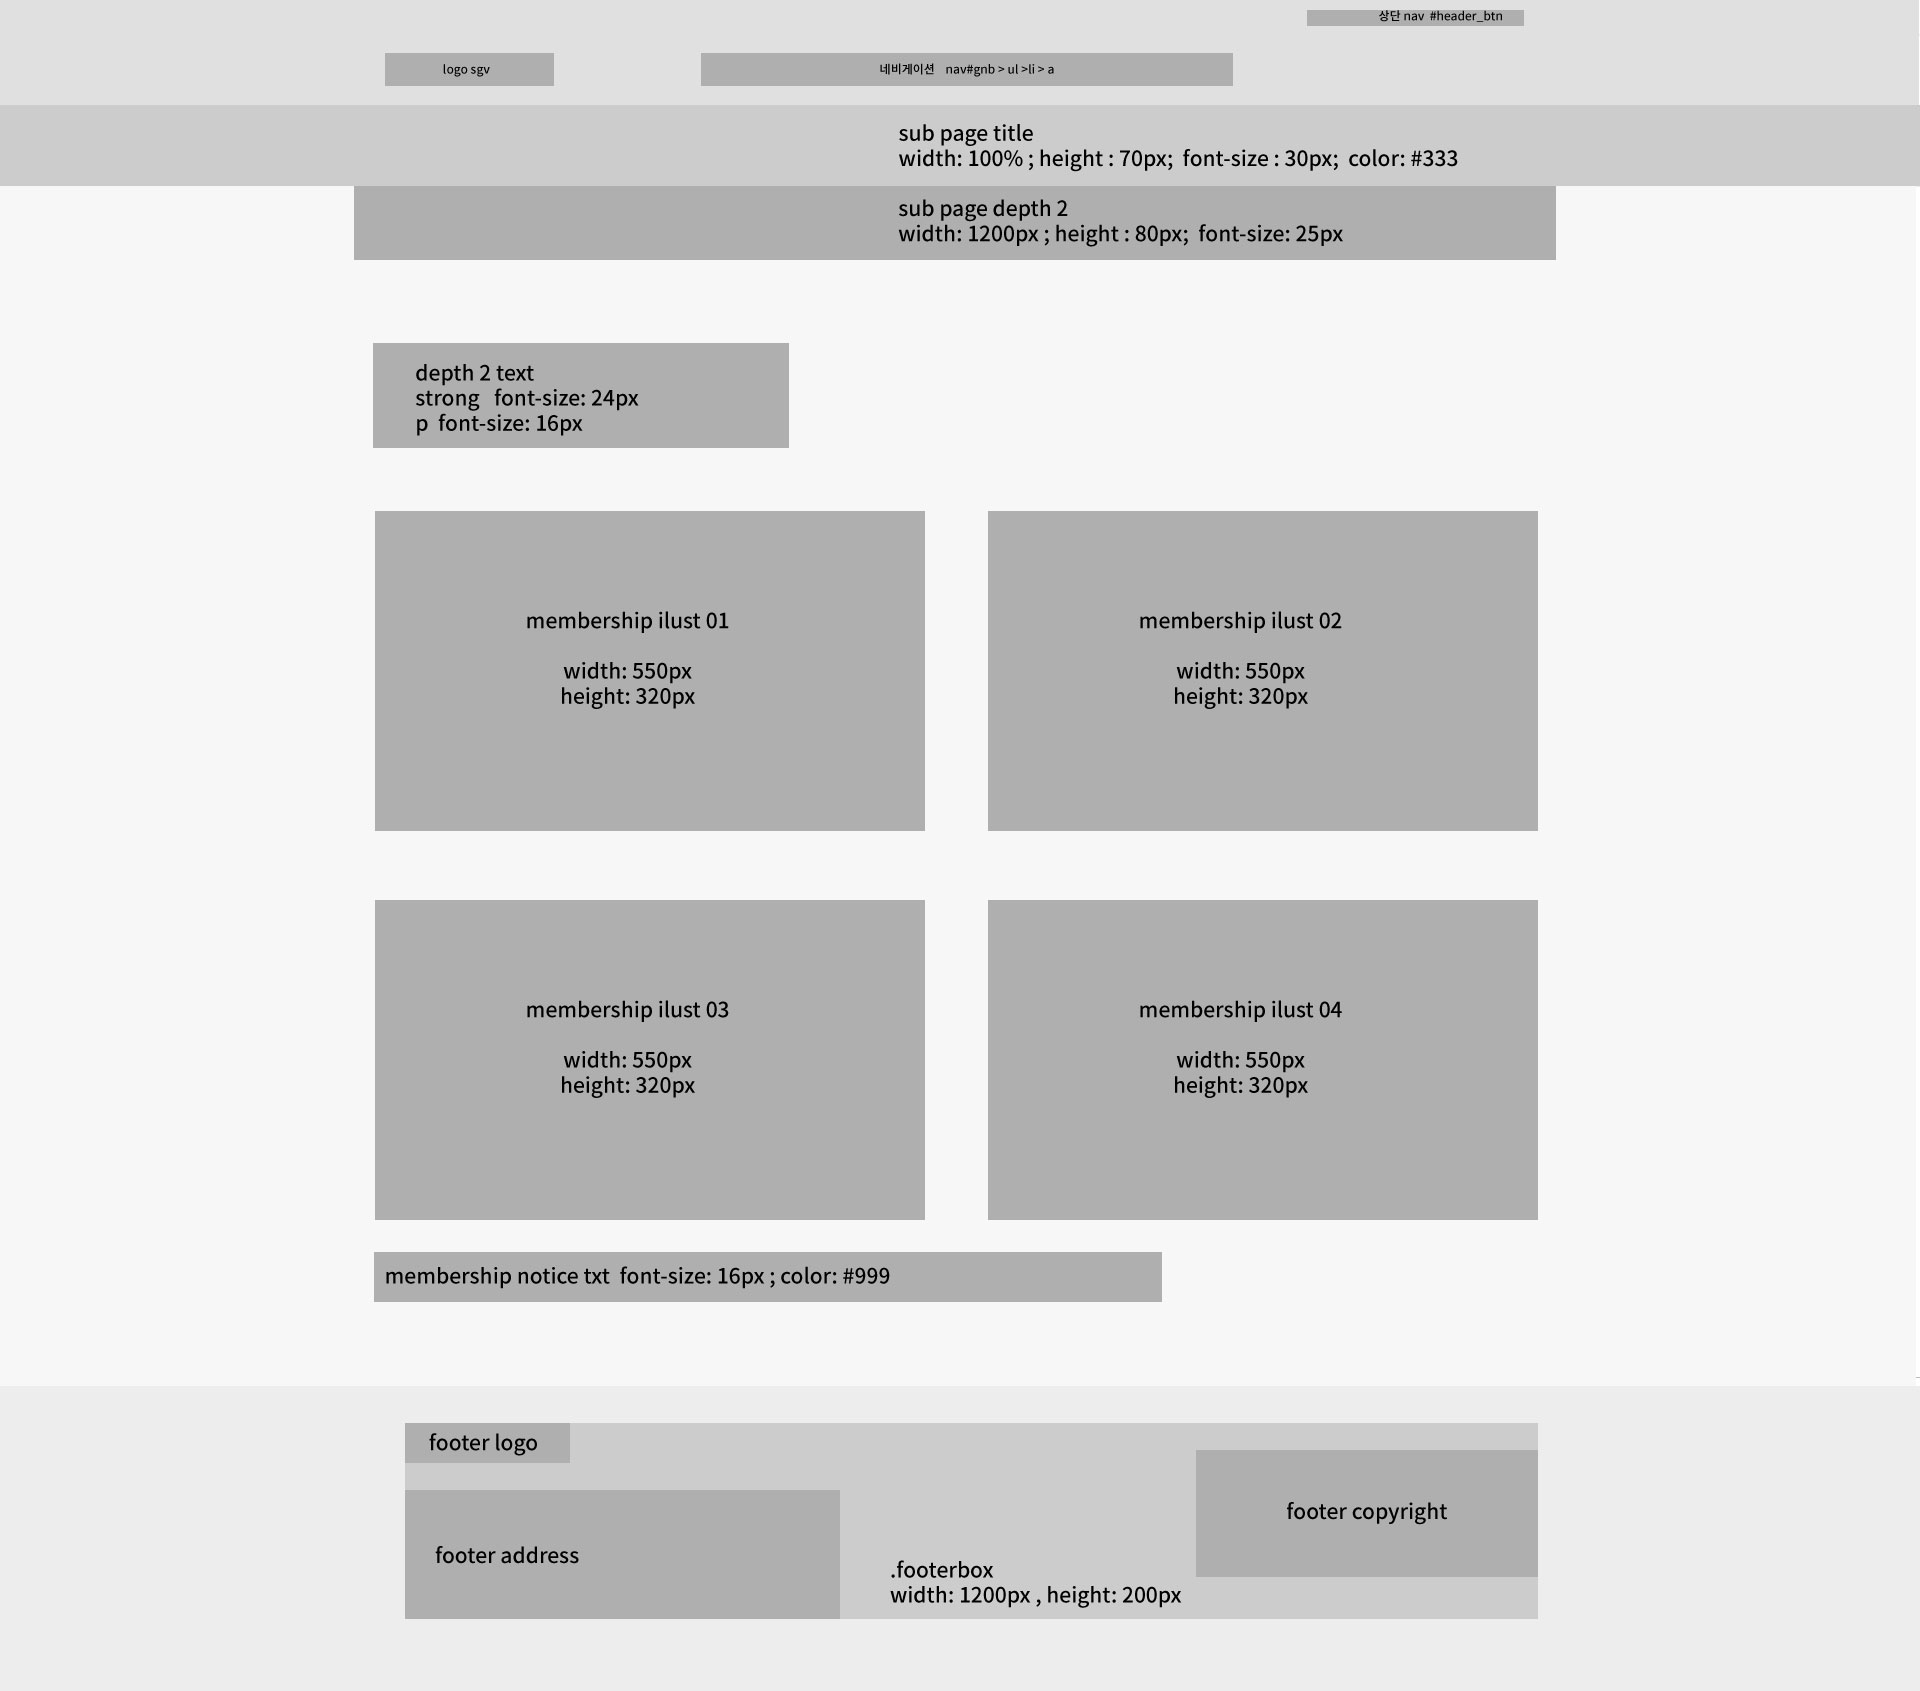 상단 nav  #header_btn
logo sgv
네비게이션   nav#gnb > ul >li > a
sub page title
width: 100% ; height : 70px;  font-size : 30px;  color: #333
sub page depth 2
width: 1200px ; height : 80px;  font-size: 25px
depth 2 text
strong   font-size: 24px
p  font-size: 16px
membership ilust 01
width: 550px
height: 320px
membership ilust 02
width: 550px
height: 320px
membership ilust 03
width: 550px
height: 320px
membership ilust 04
width: 550px
height: 320px
membership notice txt  font-size: 16px ; color: #999
footer logo
footer address
.footerbox
width: 1200px , height: 200px
footer copyright